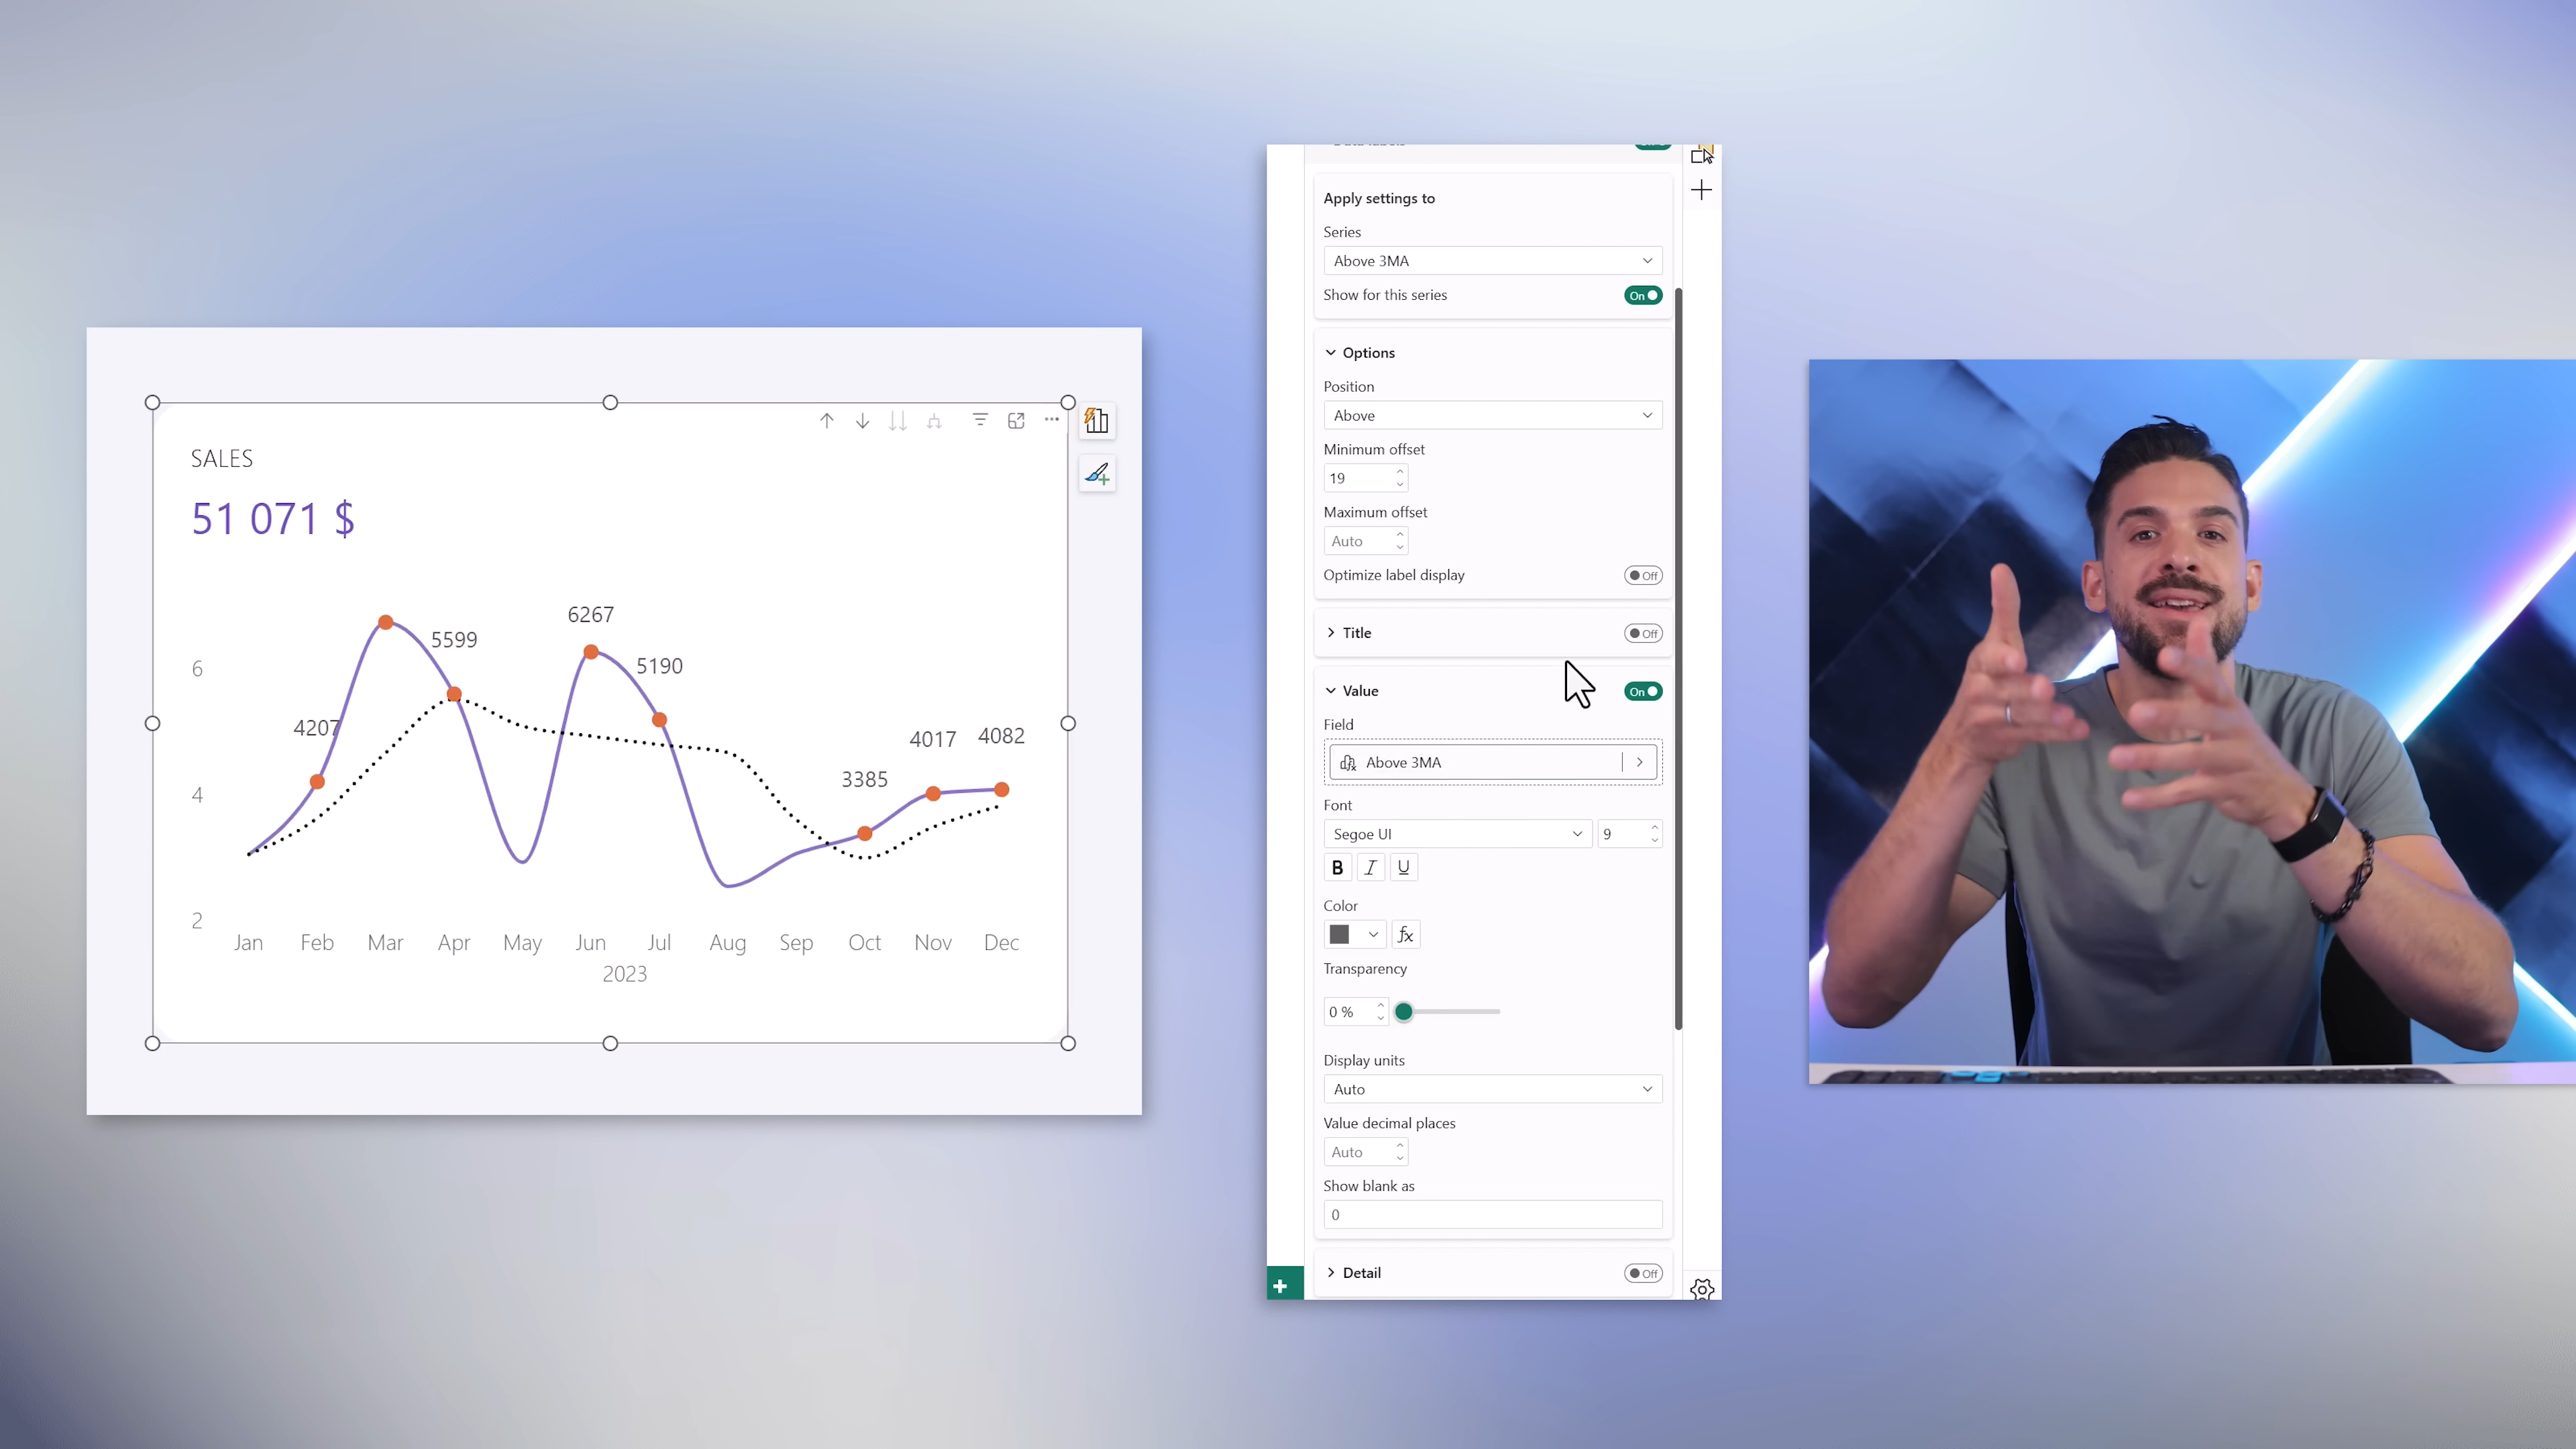 SALES
51 071 $
6267
5599
5190
4207
4017 4082
3385
6
4
2
Jan Feb Mar Apr May Jun Jul Aug Sep Oct Nov Dec
2023
Apply settings to
Series
Above 3MA
Show for this series On
Options
Position
Above
Minimum offset
19
Maximum offset
Auto
Optimize label display Off
Title Off
Value On
Field
Above 3MA
Font
Segoe UI 9
B I U
Color
fx
Transparency
0 %
Display units
Auto
Value decimal places
Auto
Show blank as
0
Detail Off